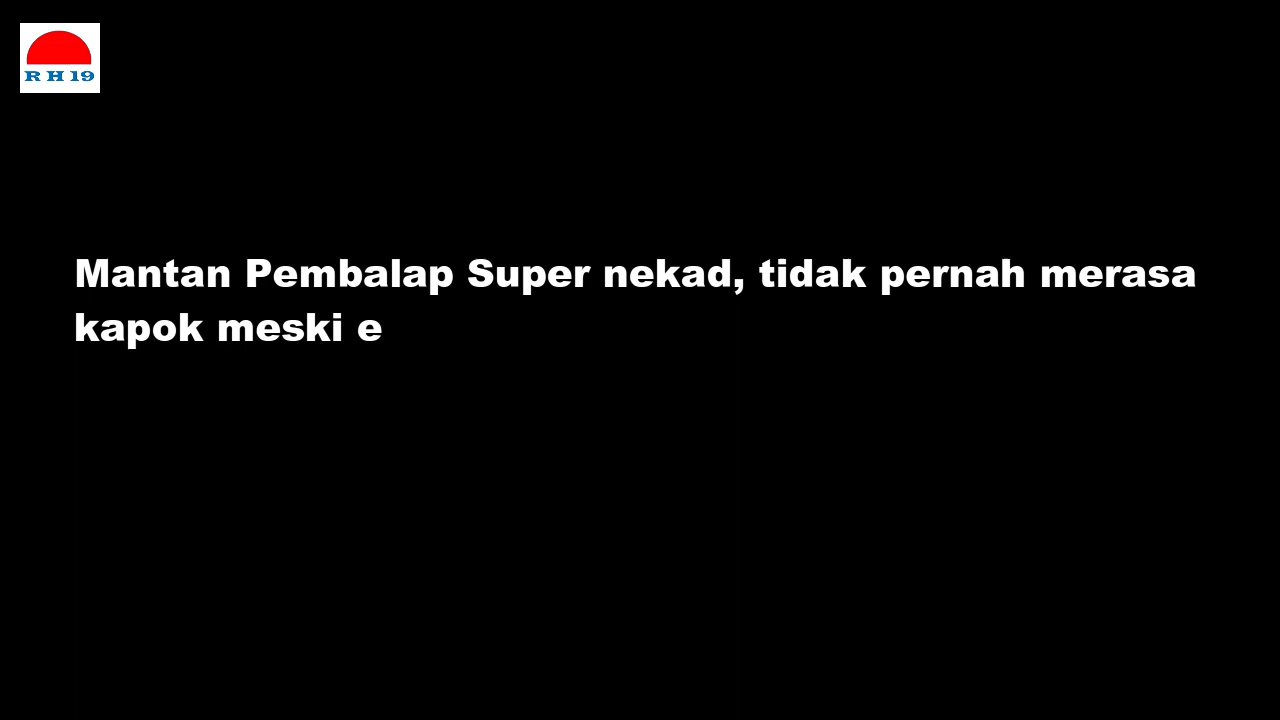 R H 19
Mantan Pembalap Super nekad, tidak pernah merasa
kapok meski e